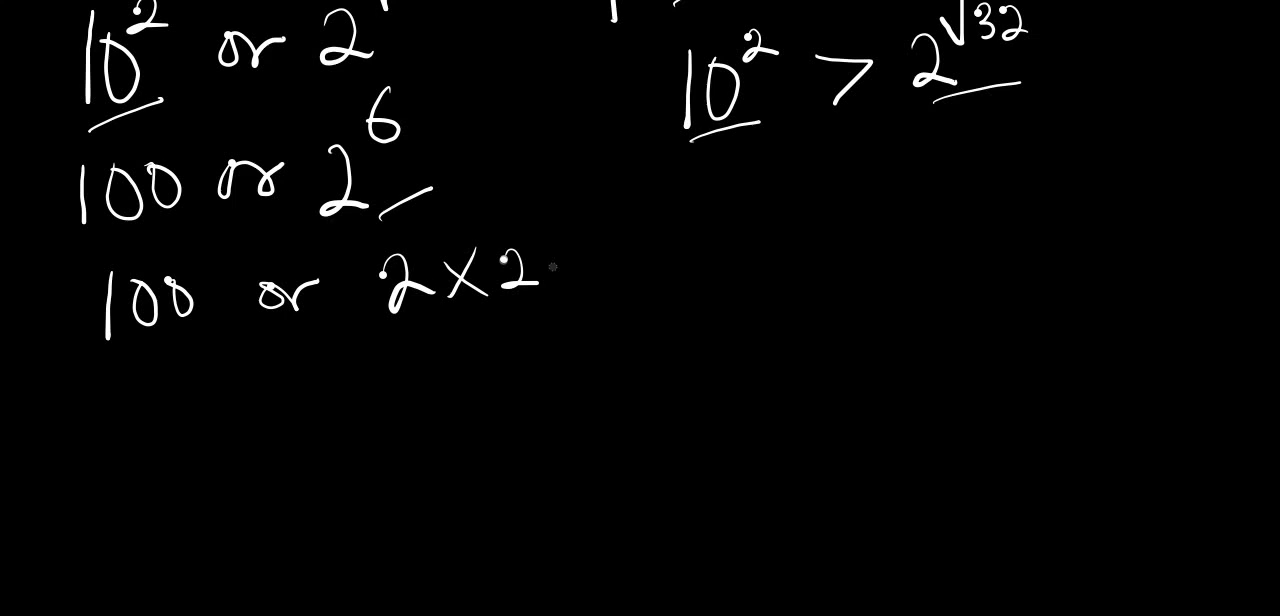 10² or 2
100 or 2⁶
100 or 2×2
10² > 2^√32